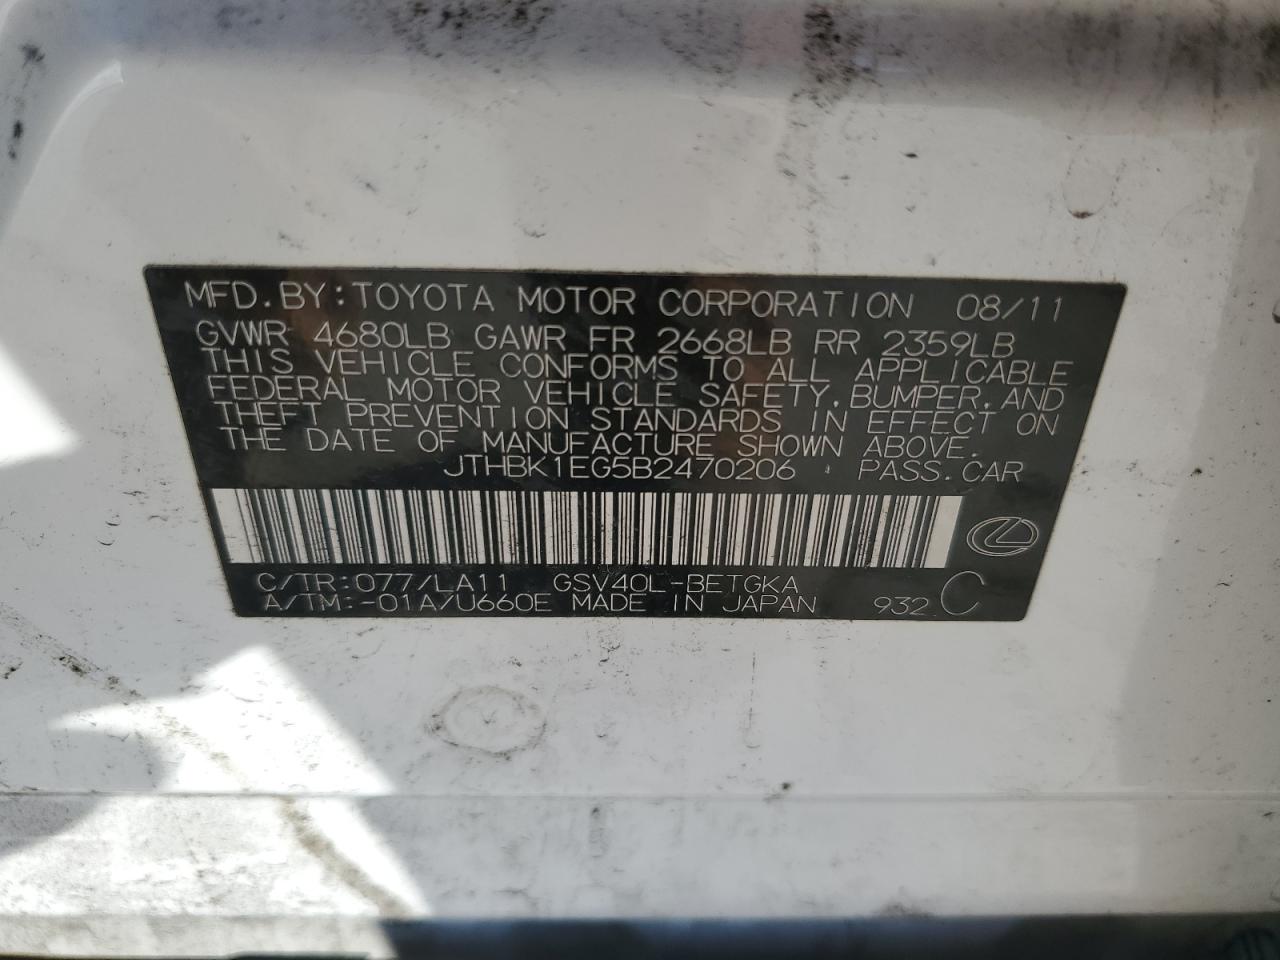 MFD. BY: TOYOTA MOTOR CORPORATION 08/11
GVWR 4680LB GAWR FR 2668LB RR 2359LB
THIS VEHICLE CONFORMS TO ALL APPLICABLE
FEDERAL MOTOR VEHICLE SAFETY, BUMPER, AND
THEFT PREVENTION STANDARDS IN EFFECT ON
THE DATE OF MANUFACTURE SHOWN ABOVE.
JTHBK1EG5B2470206 PASS. CAR
C/TR: 077/LA11 GSV40L-BETGKA
A/TM: -01A/U660E MADE IN JAPAN 932 C